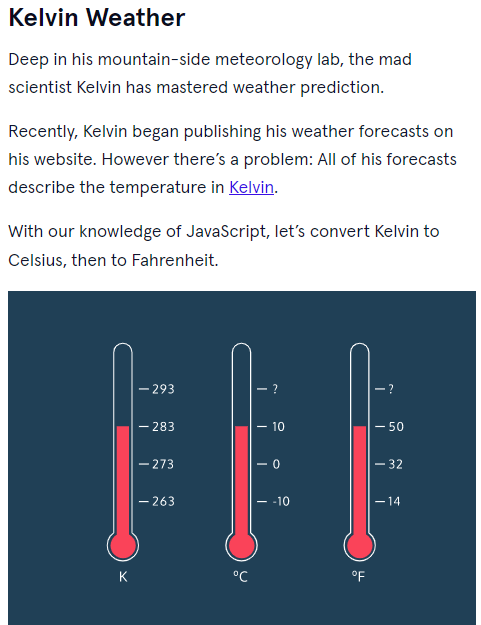 Kelvin Weather
Deep in his mountain-side meteorology lab, the mad
scientist Kelvin has mastered weather prediction.
Recently, Kelvin began publishing his weather forecasts on
his website. However there’s a problem: All of his forecasts
describe the temperature in Kelvin.
With our knowledge of JavaScript, let’s convert Kelvin to
Celsius, then to Fahrenheit.
293 ? ?
283 10 50
273 0 32
263 -10 14
K °C °F